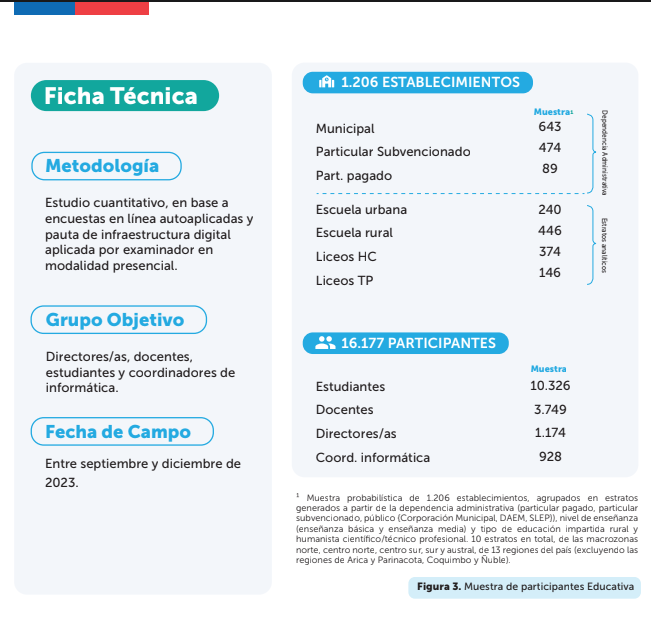 Ficha Técnica
Metodología
Estudio cuantitativo, en base a
encuestas en línea autoaplicadas y
pauta de infraestructura digital
aplicada por examinador en
modalidad presencial.
Grupo Objetivo
Directores/as, docentes,
estudiantes y coordinadores de
informática.
Fecha de Campo
Entre septiembre y diciembre de
2023.
1.206 ESTABLECIMIENTOS
Muestra¹
Municipal 643
Particular Subvencionado 474
Part. pagado 89
Dependencia Administrativa
Escuela urbana 240
Escuela rural 446
Liceos HC 374
Liceos TP 146
Estratos analíticos
16.177 PARTICIPANTES
Muestra
Estudiantes 10.326
Docentes 3.749
Directores/as 1.174
Coord. informática 928
¹ Muestra probabilística de 1.206 establecimientos, agrupados en estratos
generados a partir de la dependencia administrativa (particular pagado, particular
subvencionado, público (Corporación Municipal, DAEM, SLEP)), nivel de enseñanza
(enseñanza básica y enseñanza media) y tipo de educación impartida rural y
humanista científico/técnico profesional. 10 estratos en total, de las macrozonas
norte, centro norte, centro sur, sur y austral, de 13 regiones del país (excluyendo las
regiones de Arica y Parinacota, Coquimbo y Ñuble).
Figura 3. Muestra de participantes Educativa